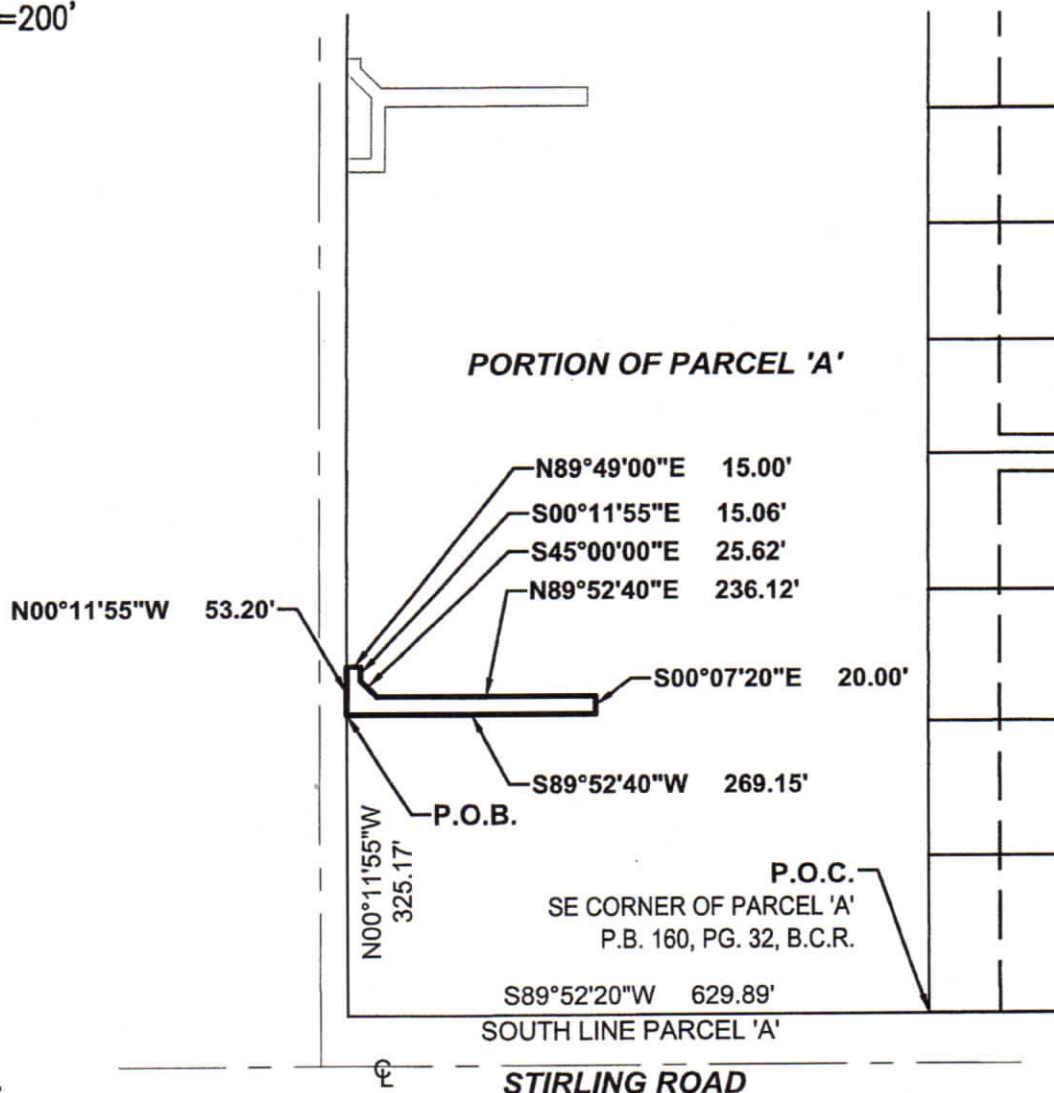 =200'
PORTION OF PARCEL 'A'
N89°49'00"E 15.00'
S00°11'55"E 15.06'
S45°00'00"E 25.62'
N89°52'40"E 236.12'
N00°11'55"W 53.20'
S00°07'20"E 20.00'
S89°52'40"W 269.15'
P.O.B.
N00°11'55"W
325.17'
P.O.C.
SE CORNER OF PARCEL 'A'
P.B. 160, PG. 32, B.C.R.
S89°52'20"W 629.89'
SOUTH LINE PARCEL 'A'
℄
STIRLING ROAD